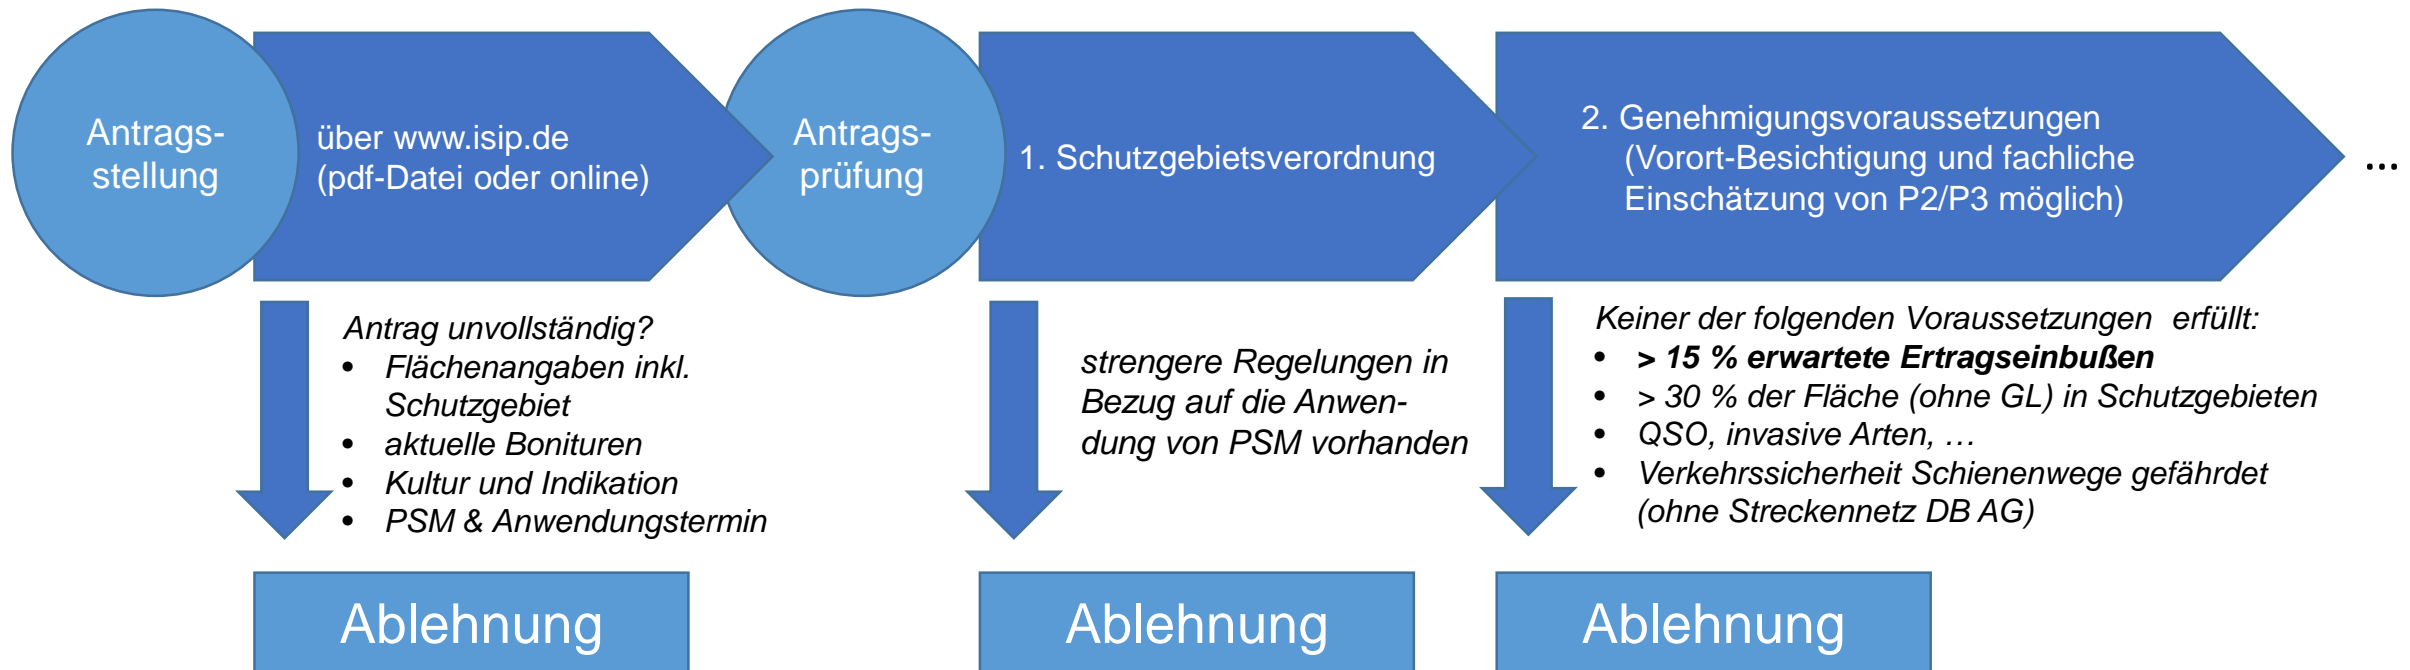 Antrags-
stellung
über www.isip.de
(pdf-Datei oder online)
Antrags-
prüfung
1. Schutzgebietsverordnung
2. Genehmigungsvoraussetzungen
(Vorort-Besichtigung und fachliche
Einschätzung von P2/P3 möglich)
...
Antrag unvollständig?
• Flächenangaben inkl.
Schutzgebiet
• aktuelle Bonituren
• Kultur und Indikation
• PSM & Anwendungstermin
strengere Regelungen in
Bezug auf die Anwen-
dung von PSM vorhanden
Keiner der folgenden Voraussetzungen erfüllt:
• > 15 % erwartete Ertragseinbußen
• > 30 % der Fläche (ohne GL) in Schutzgebieten
• QSO, invasive Arten, …
• Verkehrssicherheit Schienenwege gefährdet
(ohne Streckennetz DB AG)
Ablehnung
Ablehnung
Ablehnung